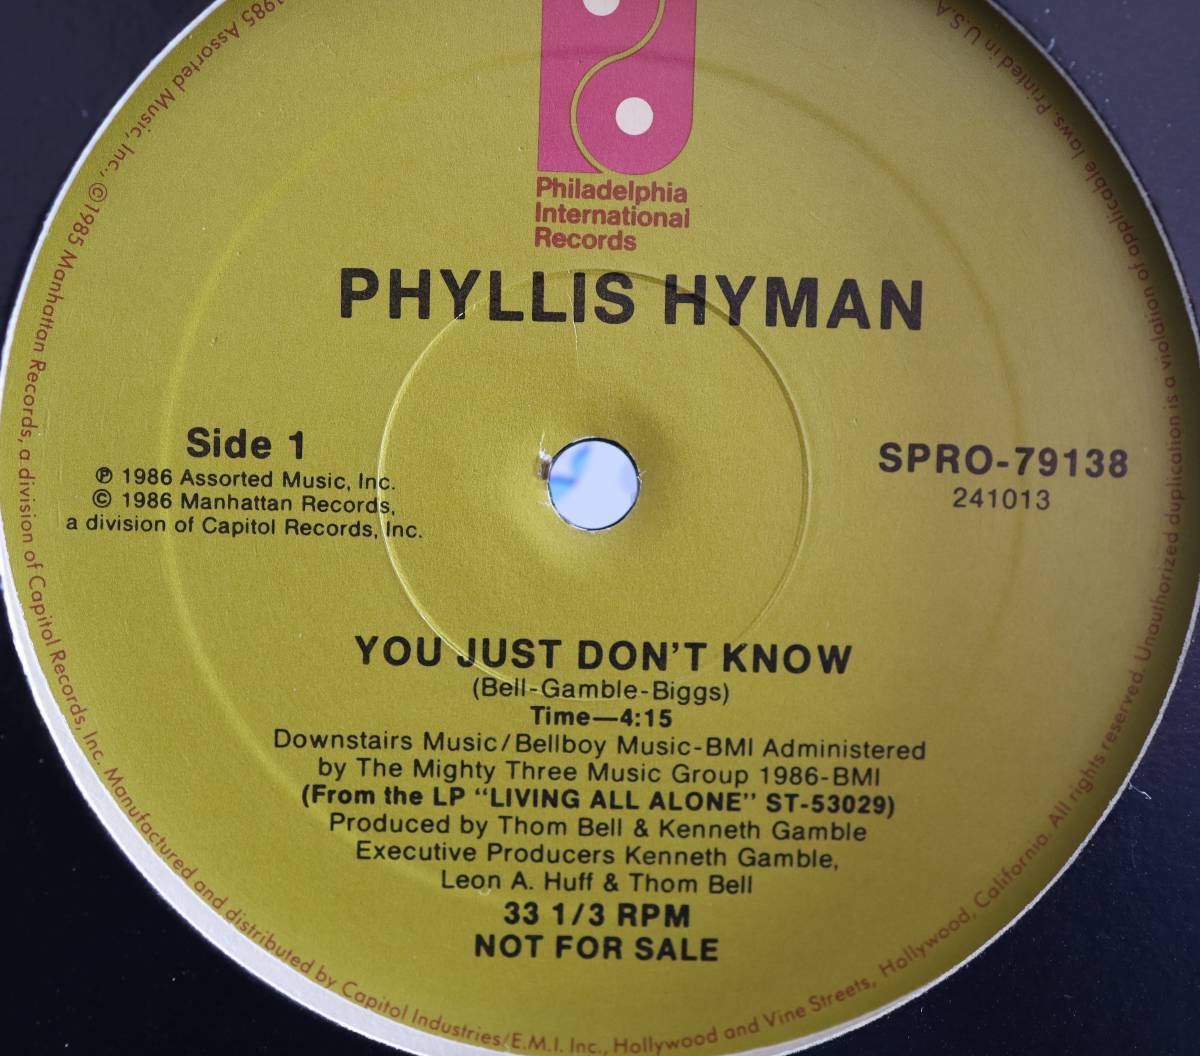 Philadelphia
International
Records
PHYLLIS HYMAN
Side 1
℗ 1986 Assorted Music, Inc.
© 1986 Manhattan Records,
a division of Capitol Records, Inc.
SPRO-79138
241013
YOU JUST DON'T KNOW
(Bell-Gamble-Biggs)
Time—4:15
Downstairs Music/Bellboy Music-BMI Administered
by The Mighty Three Music Group 1986-BMI
(From the LP "LIVING ALL ALONE" ST-53029)
Produced by Thom Bell & Kenneth Gamble
Executive Producers Kenneth Gamble,
Leon A. Huff & Thom Bell
33 1/3 RPM
NOT FOR SALE
1985 Assorted Music, Inc., ©1985 Manhattan Records, a division of Capitol Records, Inc. Manufactured and distributed by Capitol Industries/E.M.I. Inc., Hollywood and Vine Streets, Hollywood, California. All rights reserved. Unauthorized duplication is a violation of applicable laws. Printed in U.S.A